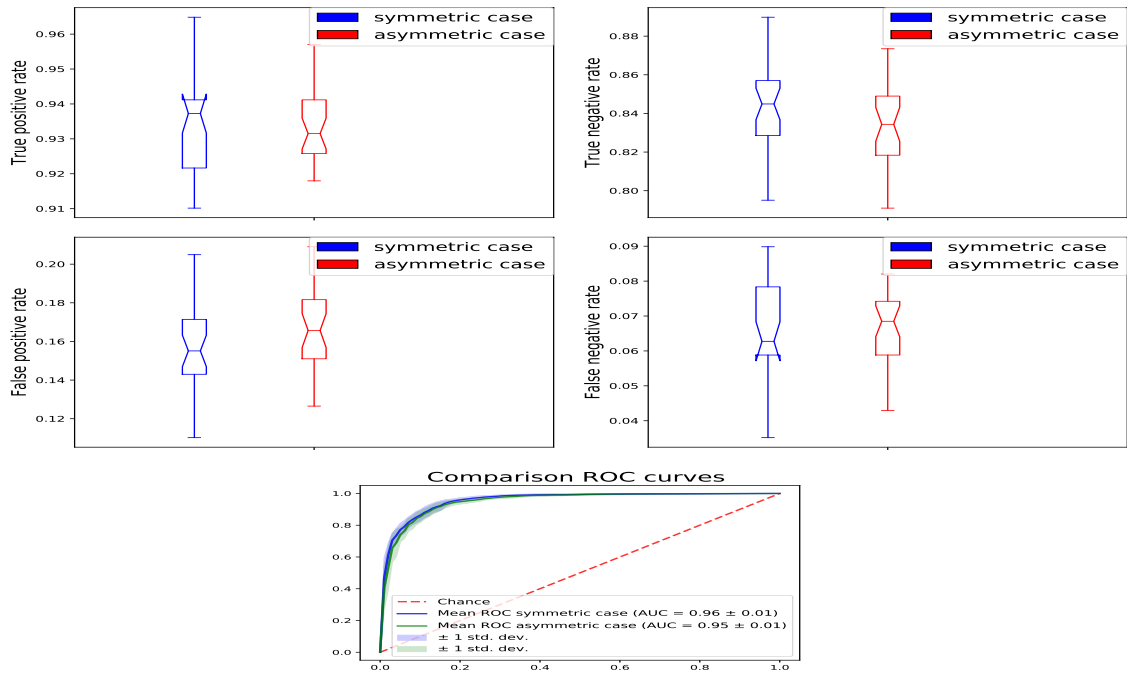 symmetric case
asymmetric case
True positive rate
0.96
0.95
0.94
0.93
0.92
0.91
symmetric case
asymmetric case
True negative rate
0.88
0.86
0.84
0.82
0.80
symmetric case
asymmetric case
False positive rate
0.20
0.18
0.16
0.14
0.12
symmetric case
asymmetric case
False negative rate
0.09
0.08
0.07
0.06
0.05
0.04
Comparison ROC curves
1.0
0.8
0.6
0.4
0.2
0.0
Chance
Mean ROC symmetric case (AUC = 0.96 ± 0.01)
Mean ROC asymmetric case (AUC = 0.95 ± 0.01)
± 1 std. dev.
± 1 std. dev.
0.0 0.2 0.4 0.6 0.8 1.0